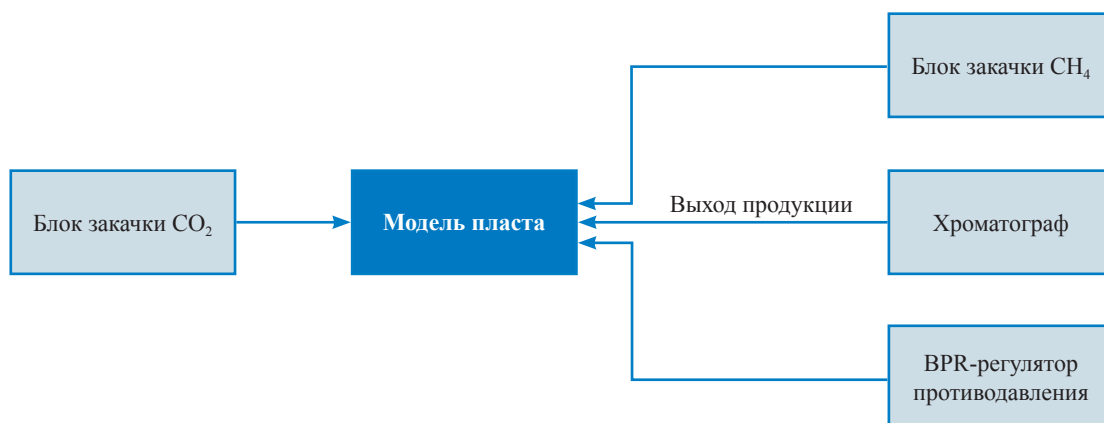 Блок закачки CH₄
Блок закачки CO₂
Модель пласта
Выход продукции
Хроматограф
BPR-регулятор
противодавления